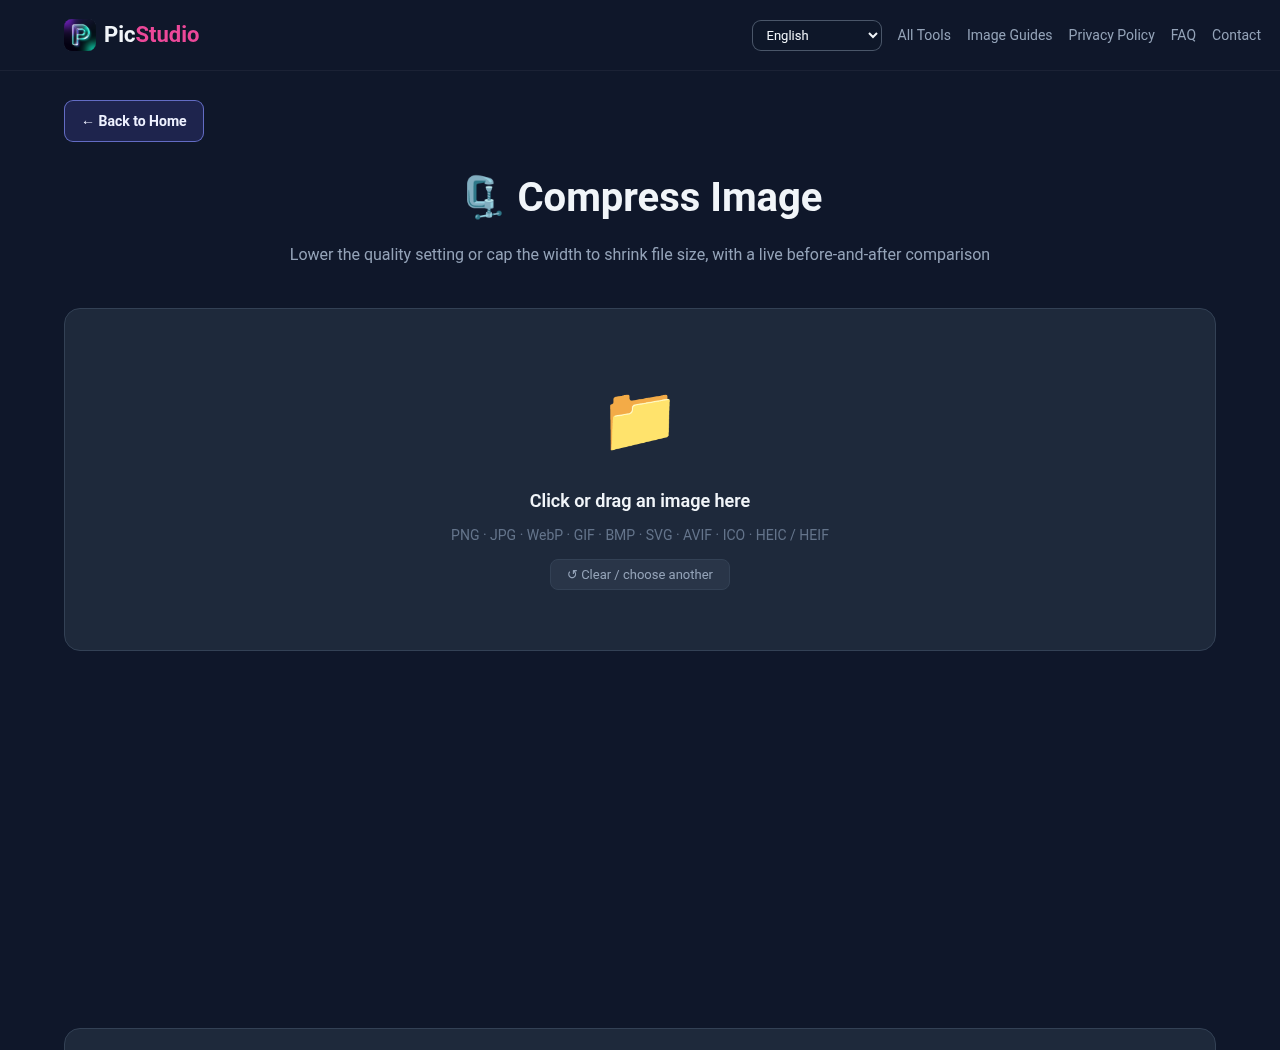 PicStudio
English
All Tools
Image Guides
Privacy Policy
FAQ
Contact
← Back to Home
Compress Image
Lower the quality setting or cap the width to shrink file size, with a live before-and-after comparison
Click or drag an image here
PNG · JPG · WebP · GIF · BMP · SVG · AVIF · ICO · HEIC / HEIF
↺ Clear / choose another